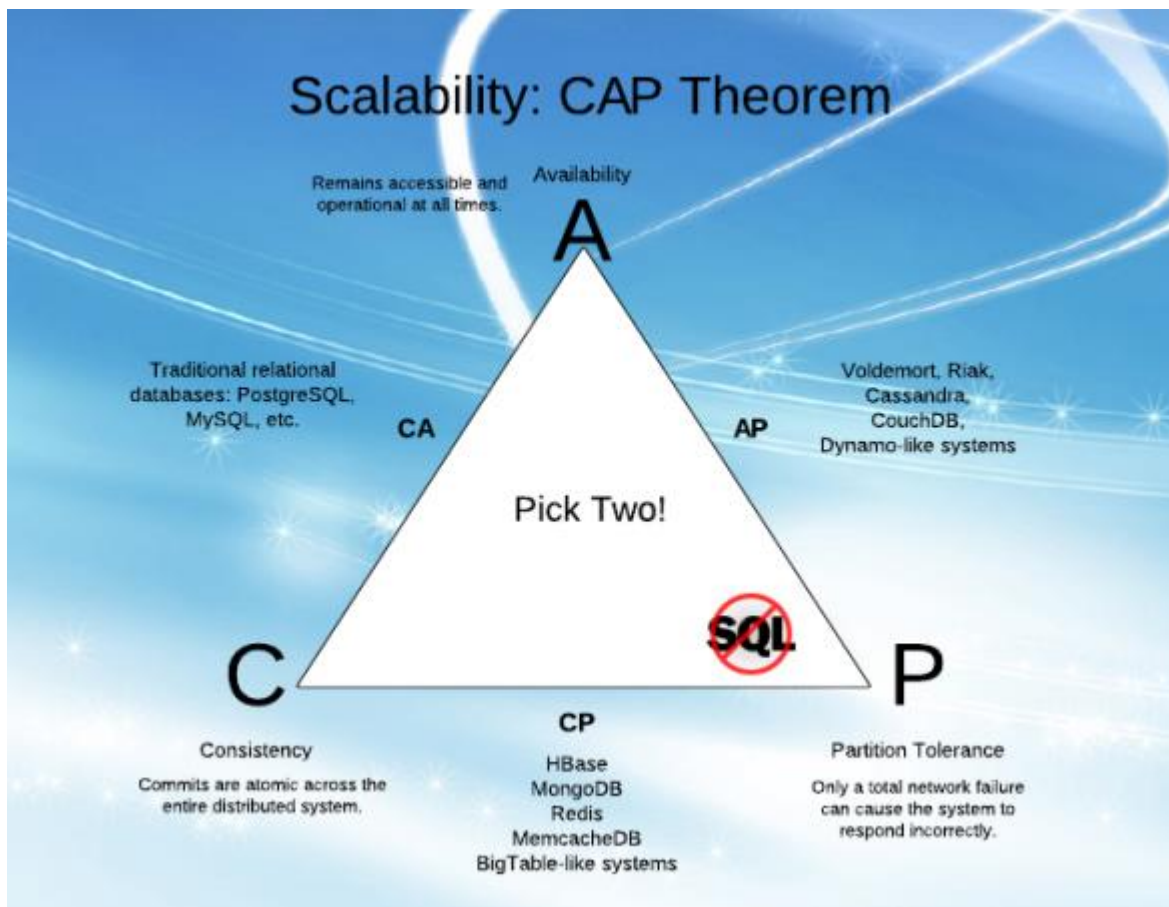 Scalability: CAP Theorem
Availability
Remains accessible and
operational at all times.
A
Traditional relational
databases: PostgreSQL,
MySQL, etc.
CA
AP
Voldemort, Riak,
Cassandra,
CouchDB,
Dynamo-like systems
Pick Two!
SQL
C
P
Consistency
Commits are atomic across the
entire distributed system.
CP
HBase
MongoDB
Redis
MemcacheDB
BigTable-like systems
Partition Tolerance
Only a total network failure
can cause the system to
respond incorrectly.